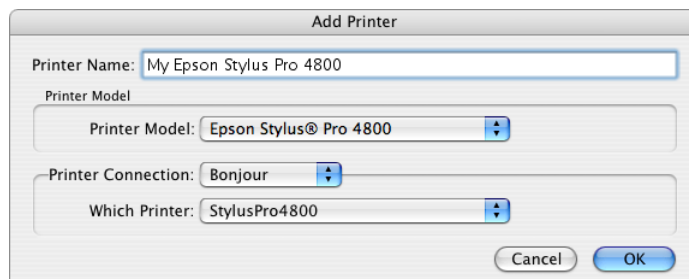 Add Printer
Printer Name: My Epson Stylus Pro 4800
Printer Model
Printer Model: Epson Stylus® Pro 4800
Printer Connection: Bonjour
Which Printer: StylusPro4800
Cancel OK